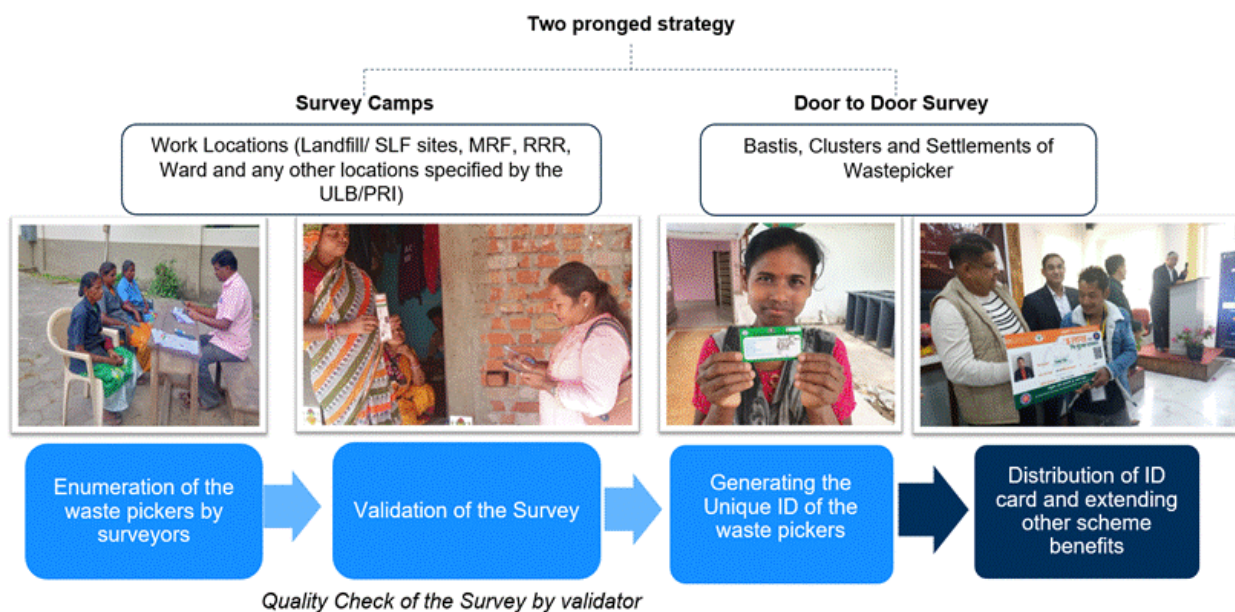 Two pronged strategy
Survey Camps
Door to Door Survey
Work Locations (Landfill/ SLF sites, MRF, RRR,
Ward and any other locations specified by the
ULB/PRI)
Bastis, Clusters and Settlements of
Wastepicker
Enumeration of the
waste pickers by
surveyors
Validation of the Survey
Generating the
Unique ID of the
waste pickers
Distribution of ID
card and extending
other scheme
benefits
Quality Check of the Survey by validator